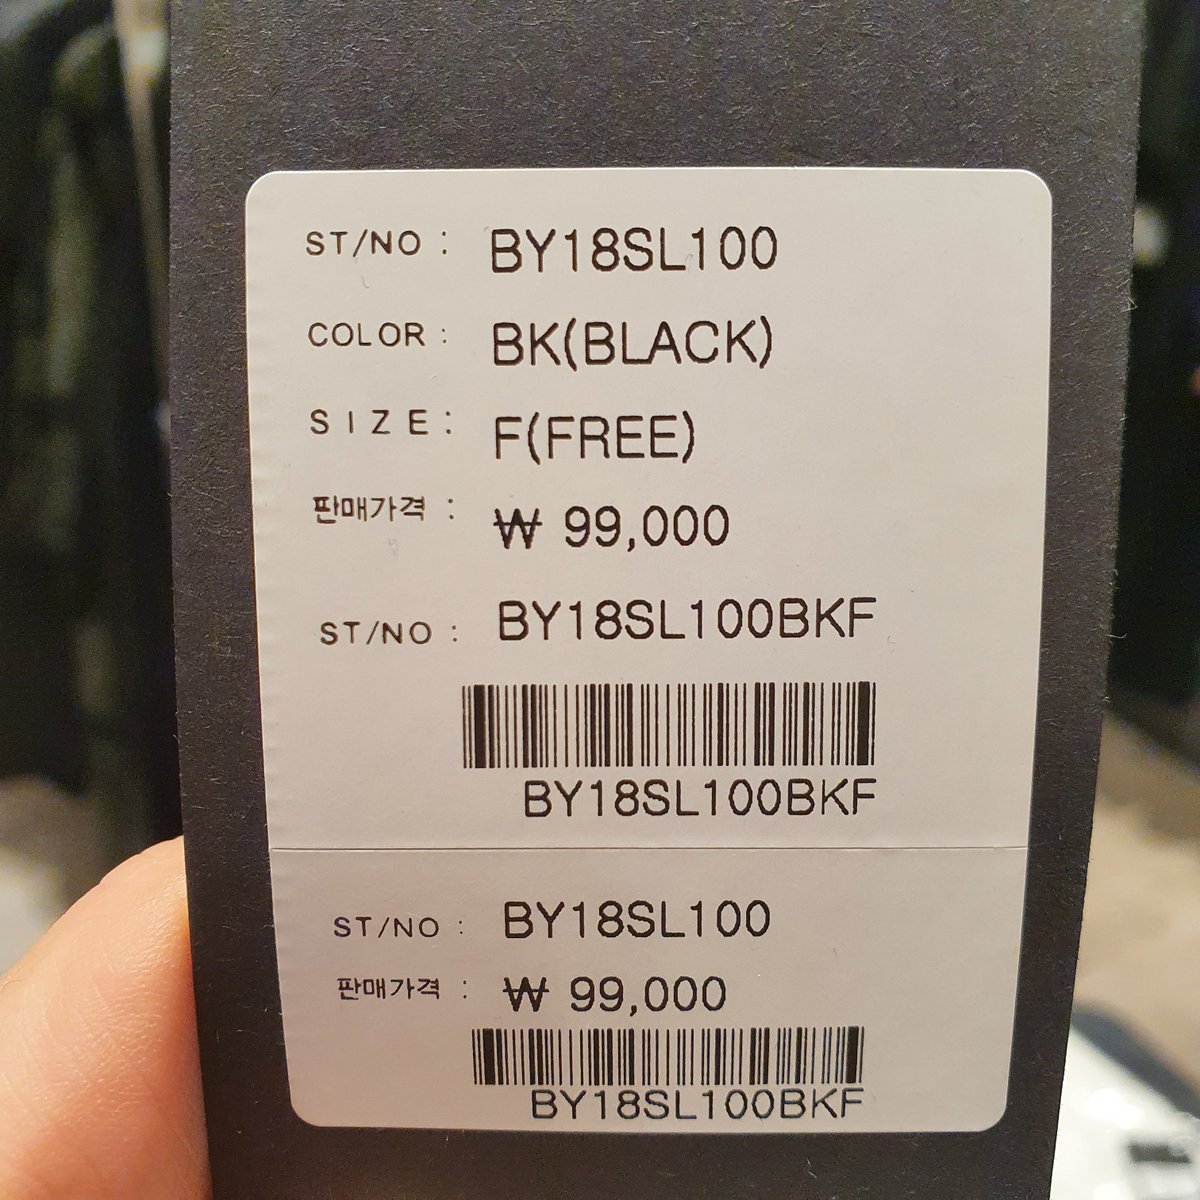 ST/NO : BY18SL100
COLOR : BK(BLACK)
SIZE : F(FREE)
판매가격 : ₩ 99,000
ST/NO : BY18SL100BKF
BY18SL100BKF
ST/NO : BY18SL100
판매가격 : ₩ 99,000
BY18SL100BKF